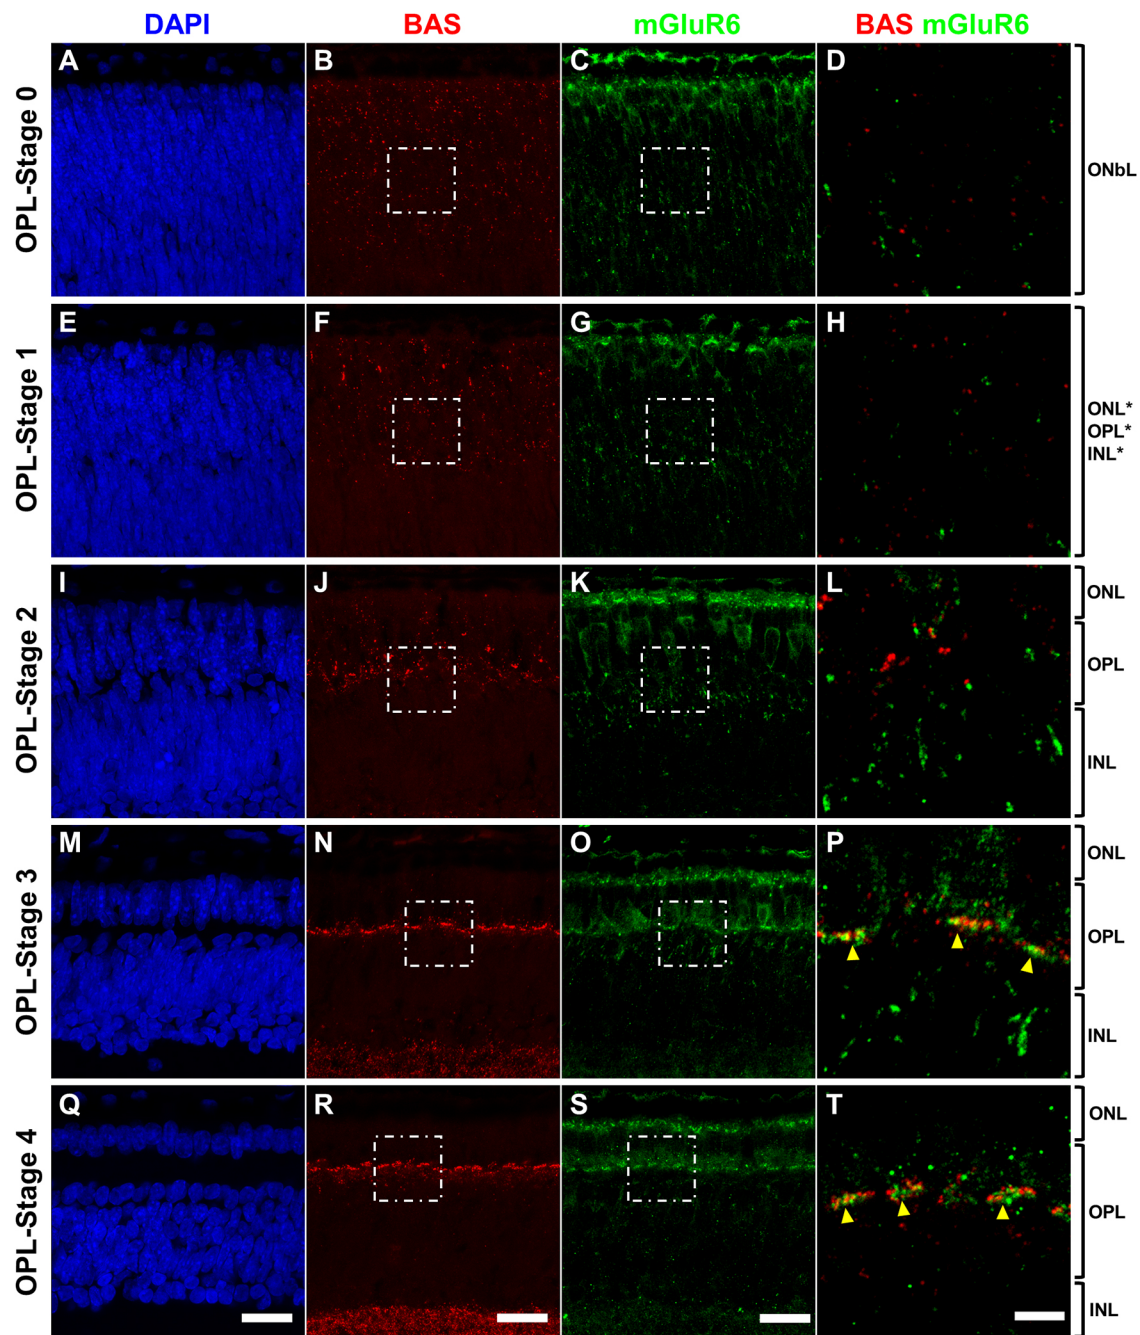 DAPI BAS mGluR6 BAS mGluR6
OPL-Stage 0
A B C D
ONbL
OPL-Stage 1
E F G H
ONL*
OPL*
INL*
OPL-Stage 2
I J K L
ONL
OPL
INL
OPL-Stage 3
M N O P
ONL
OPL
INL
OPL-Stage 4
Q R S T
ONL
OPL
INL